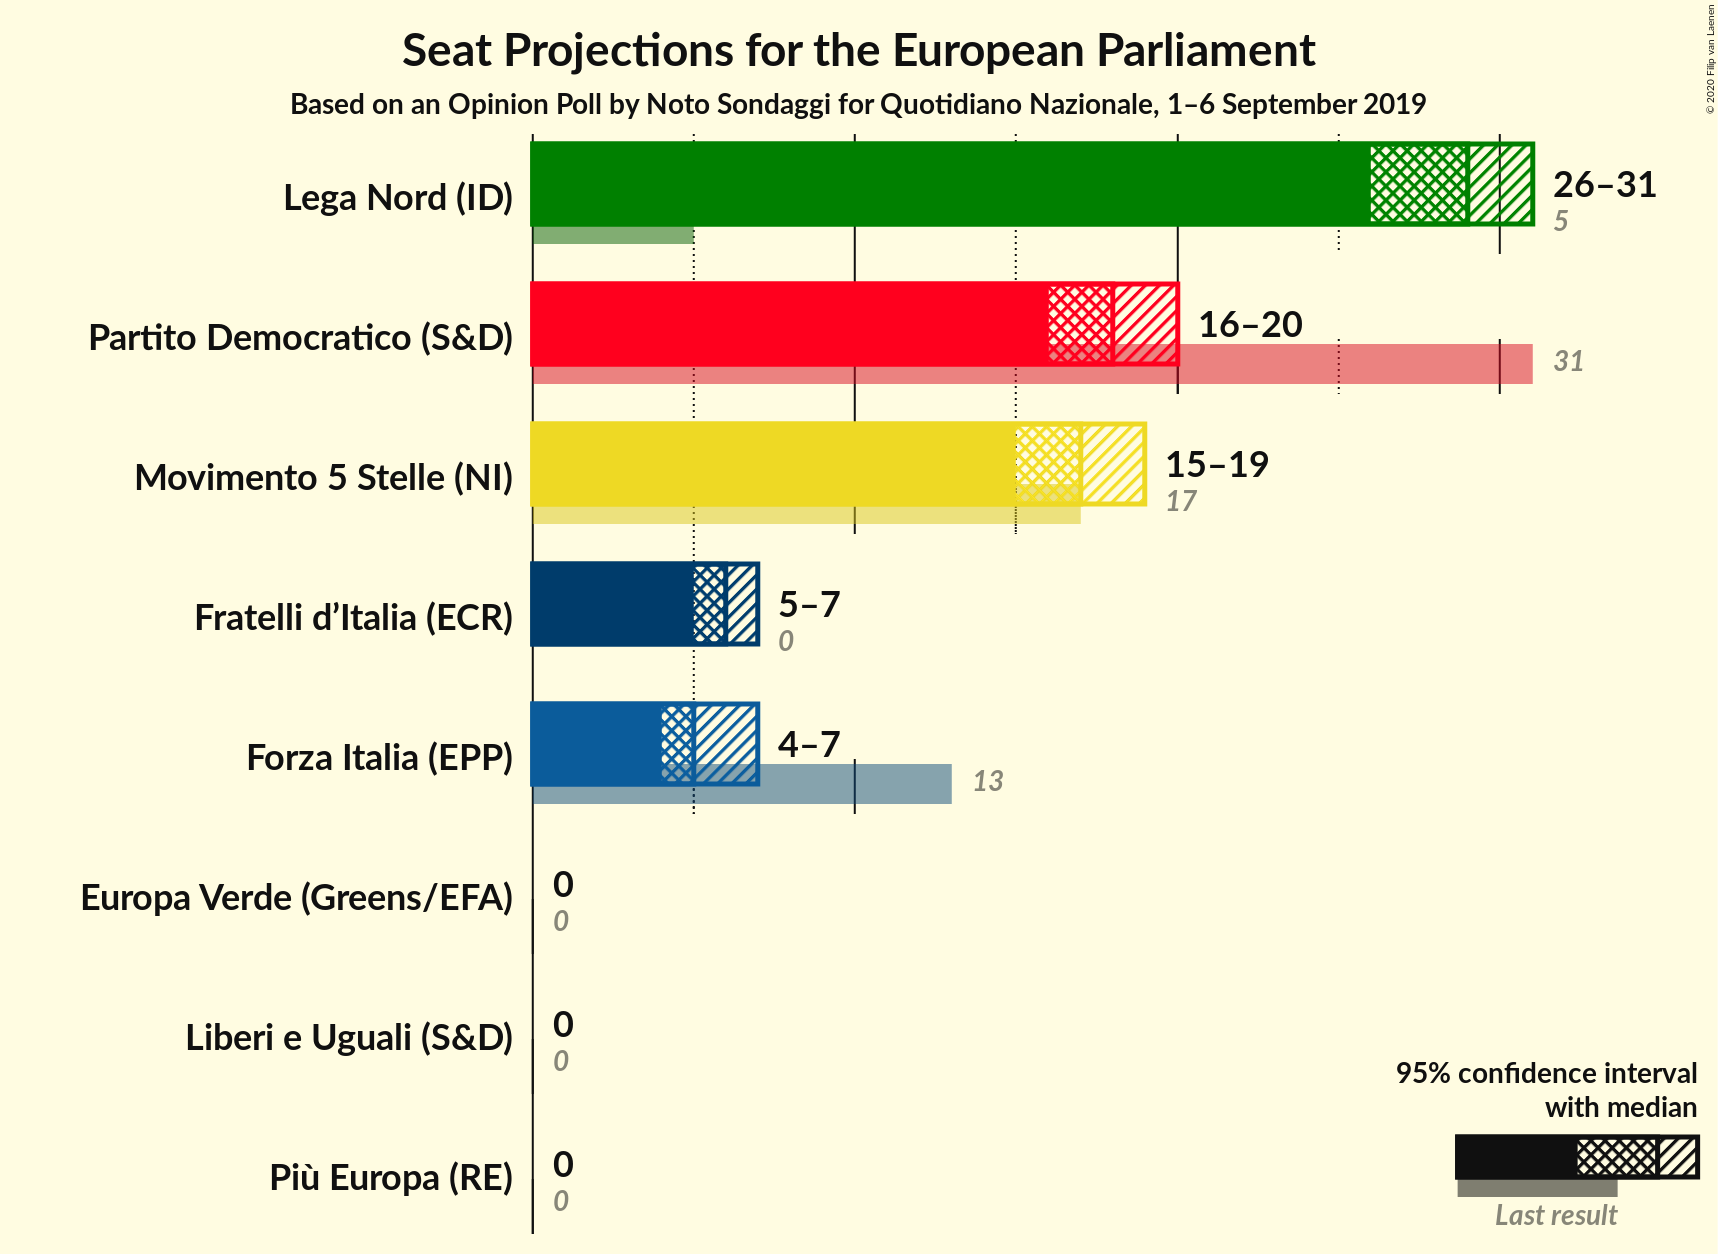 Seat Projections for the European Parliament
Based on an Opinion Poll by Noto Sondaggi for Quotidiano Nazionale, 1–6 September 2019
© 2020 Filip van Laenen
Lega Nord (ID)
26–31
5
Partito Democratico (S&D)
16–20
31
Movimento 5 Stelle (NI)
15–19
17
Fratelli d’Italia (ECR)
5–7
0
Forza Italia (EPP)
4–7
13
Europa Verde (Greens/EFA)
0
0
Liberi e Uguali (S&D)
0
0
Più Europa (RE)
0
0
95% confidence interval
with median
Last result